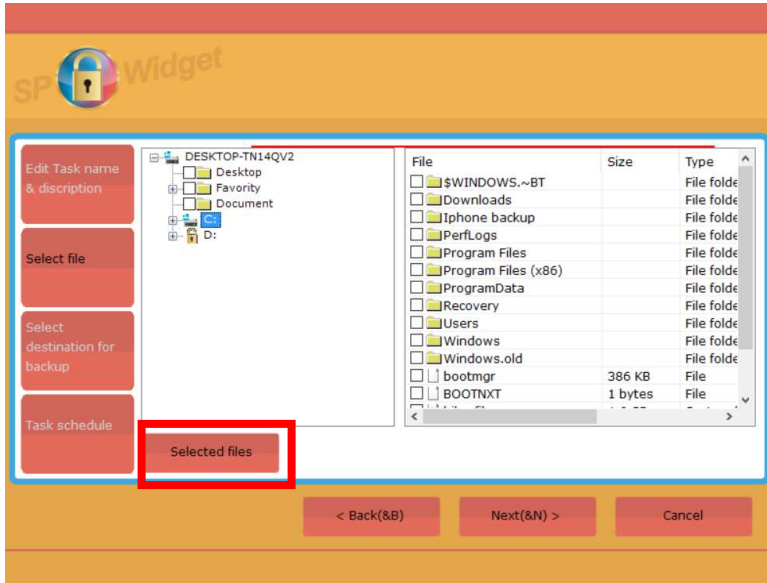 SP Widget
Edit Task name
& discription
Select file
Select
destination for
backup
Task schedule
DESKTOP-TN14QV2
Desktop
Favority
Document
C:
D:
File Size Type
$WINDOWS.~BT File folde
Downloads File folde
Iphone backup File folde
PerfLogs File folde
Program Files File folde
Program Files (x86) File folde
ProgramData File folde
Recovery File folde
Users File folde
Windows File folde
Windows.old File folde
bootmgr 386 KB File
BOOTNXT 1 bytes File
Selected files
< Back(&B) Next(&N) > Cancel